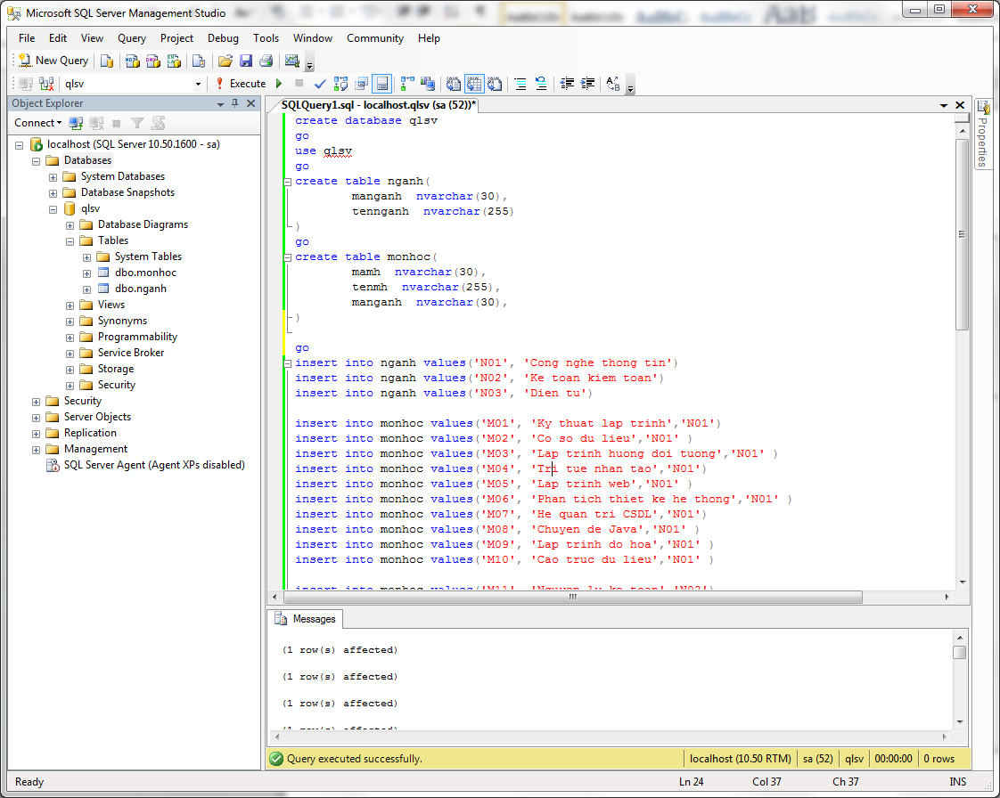 Microsoft SQL Server Management Studio
File Edit View Query Project Debug Tools Window Community Help
New Query
qlsv Execute
Object Explorer
Connect
localhost (SQL Server 10.50.1600 - sa)
Databases
System Databases
Database Snapshots
qlsv
Database Diagrams
Tables
System Tables
dbo.monhoc
dbo.nganh
Views
Synonyms
Programmability
Service Broker
Storage
Security
Security
Server Objects
Replication
Management
SQL Server Agent (Agent XPs disabled)
SQLQuery1.sql - localhost.qlsv (sa (52))*
create database qlsv
go
use qlsv
go
create table nganh(
manganh nvarchar(30),
tennganh nvarchar(255)
)
go
create table monhoc(
mamh nvarchar(30),
tenmh nvarchar(255),
manganh nvarchar(30),
)
go
insert into nganh values('N01', 'Cong nghe thong tin')
insert into nganh values('N02', 'Ke toan kiem toan')
insert into nganh values('N03', 'Dien tu')
insert into monhoc values('M01', 'Ky thuat lap trinh','N01')
insert into monhoc values('M02', 'Co so du lieu','N01' )
insert into monhoc values('M03', 'Lap trinh huong doi tuong','N01' )
insert into monhoc values('M04', 'Tri tue nhan tao','N01')
insert into monhoc values('M05', 'Lap trinh web','N01' )
insert into monhoc values('M06', 'Phan tich thiet ke he thong','N01' )
insert into monhoc values('M07', 'He quan tri CSDL','N01')
insert into monhoc values('M08', 'Chuyen de Java','N01' )
insert into monhoc values('M09', 'Lap trinh do hoa','N01' )
insert into monhoc values('M10', 'Cao truc du lieu','N01' )
insert into monhoc values('M11', 'Nguyen ly ke toan','N02')
Properties
Messages
(1 row(s) affected)
(1 row(s) affected)
(1 row(s) affected)
(1 row(s) affected)
Query executed successfully. localhost (10.50 RTM) sa (52) qlsv 00:00:00 0 rows
Ready Ln 24 Col 37 Ch 37 INS